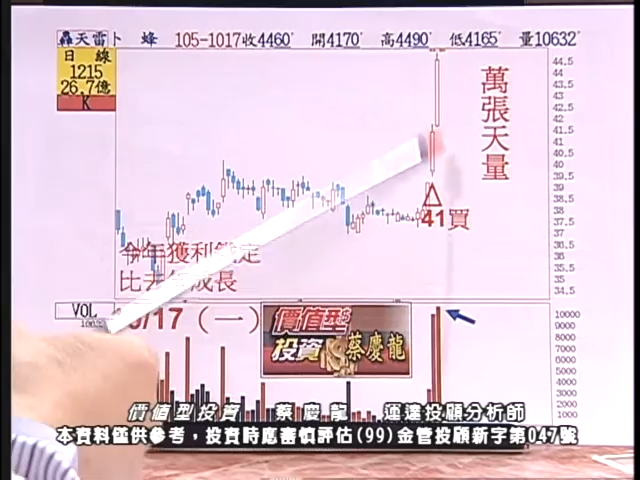 轟天雷卜 蜂 105-1017收4460" 開4170" 高4490" 低4165" 量10632"
日 線
1215
26.7億
K
44.5
44
43.5
43
42.5
42
41.5
41
40.5
40
39.5
39
38.5
38
37.5
37
36.5
36
35.5
35
34.5
萬張天量
41買
今年獲利鐵定
比去年成長
VOL
/17(一)
價值型
投資
蔡慶龍
10000
9000
8000
7000
6000
5000
4000
3000
2000
1000
價值型投資 蔡慶龍 運達投顧分析師
本資料僅供參考,投資時應審慎評估(99)金管投顧新字第047號